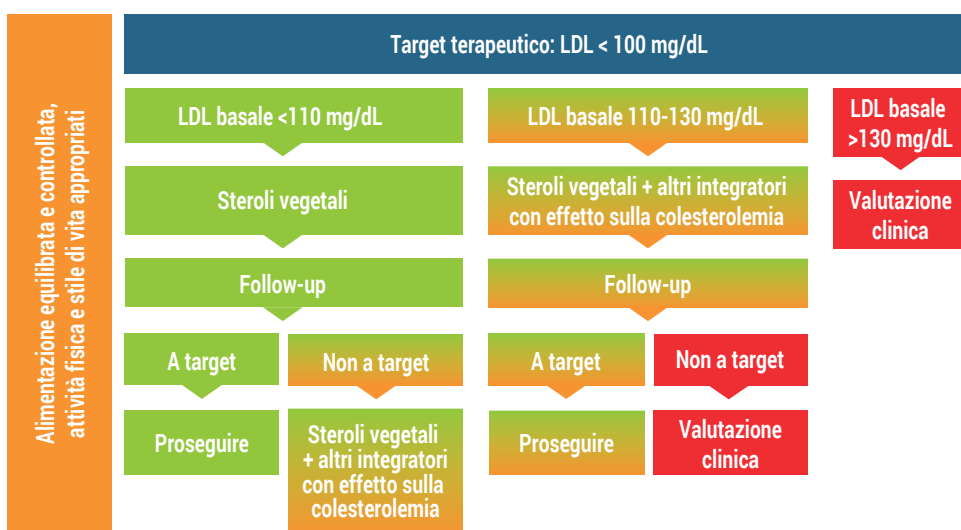 Alimentazione equilibrata e controllata,
attività fisica e stile di vita appropriati
Target terapeutico: LDL < 100 mg/dL
LDL basale <110 mg/dL
Steroli vegetali
Follow-up
A target
Proseguire
Non a target
Steroli vegetali
+ altri integratori
con effetto sulla
colesterolemia
LDL basale 110-130 mg/dL
Steroli vegetali + altri integratori
con effetto sulla colesterolemia
Follow-up
A target
Proseguire
Non a target
Valutazione
clinica
LDL basale
>130 mg/dL
Valutazione
clinica